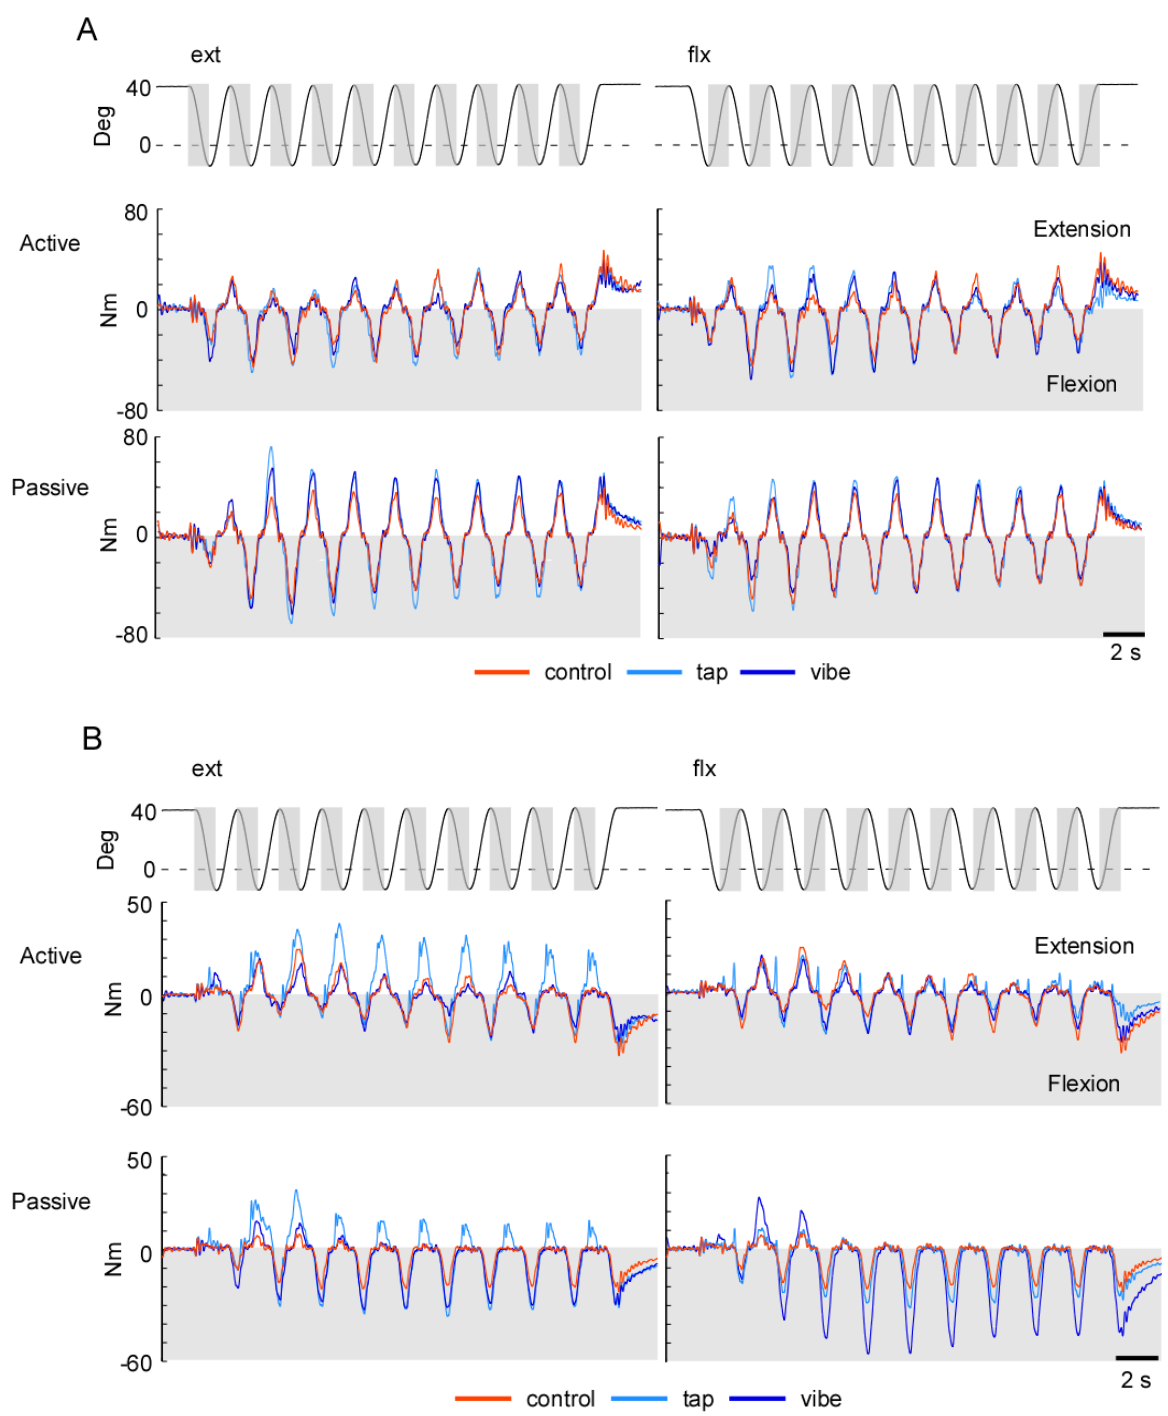 A
ext
flx
40
Deg
0
80
Active
Extension
Nm
0
Flexion
-80
80
Passive
Nm
0
-80
2 s
control tap vibe
B
ext
flx
40
Deg
0
50
Active
Extension
Nm
0
Flexion
-60
50
Passive
Nm
0
-60
2 s
control tap vibe